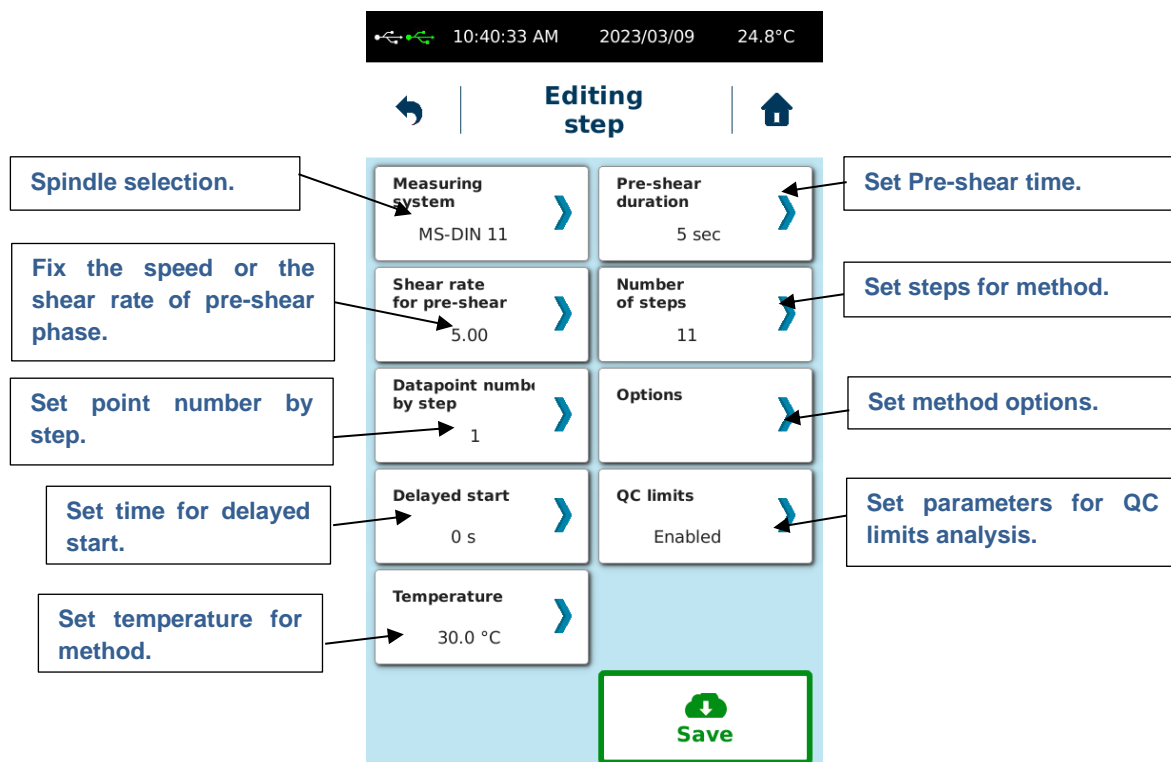 10:40:33 AM 2023/03/09 24.8°C
Editing
step
Spindle selection.
Measuring
system
MS-DIN 11
Pre-shear
duration
5 sec
Set Pre-shear time.
Fix the speed or the
shear rate of pre-shear
phase.
Shear rate
for pre-shear
5.00
Number
of steps
11
Set steps for method.
Set point number by
step.
Datapoint numbe
by step
1
Options
Set method options.
Set time for delayed
start.
Delayed start
0 s
QC limits
Enabled
Set parameters for QC
limits analysis.
Set temperature for
method.
Temperature
30.0 °C
Save